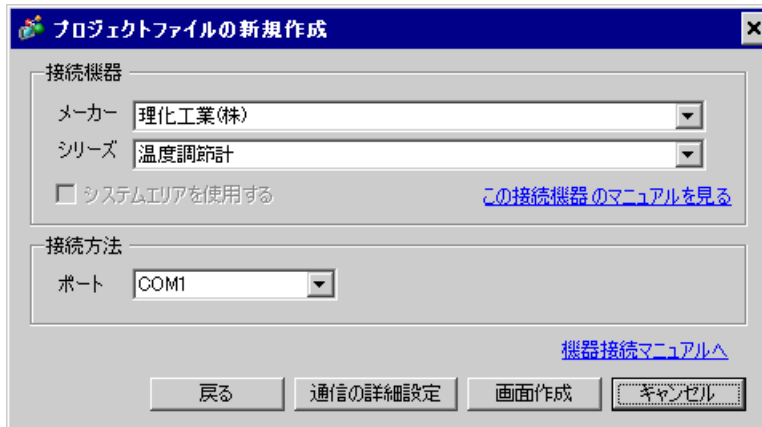 プロジェクトファイルの新規作成
接続機器
メーカー 理化工業(株)
シリーズ 温度調節計
システムエリアを使用する この接続機器のマニュアルを見る
接続方法
ポート COM1
機器接続マニュアルへ
戻る 通信の詳細設定 画面作成 キャンセル